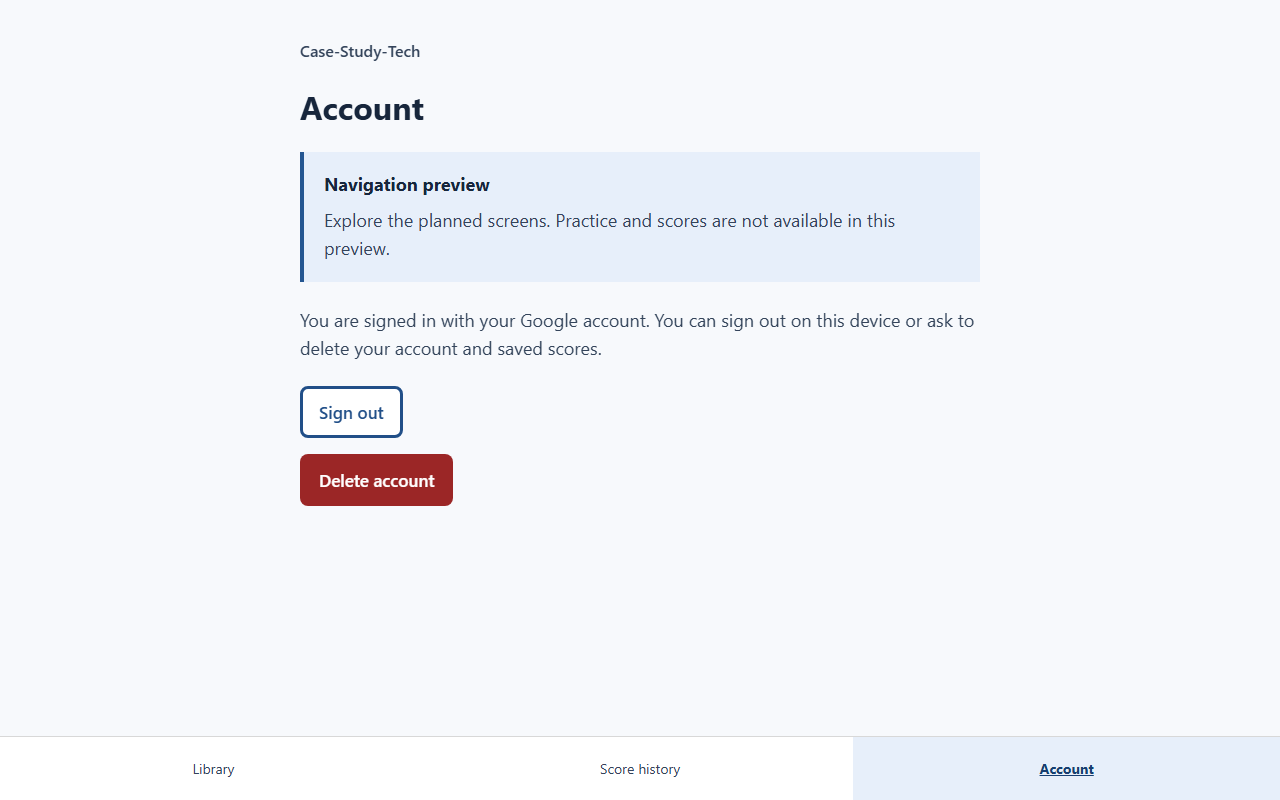 Case-Study-Tech
Account
Navigation preview
Explore the planned screens. Practice and scores are not available in this
preview.
You are signed in with your Google account. You can sign out on this device or ask to
delete your account and saved scores.
Sign out
Delete account
Library
Score history
Account